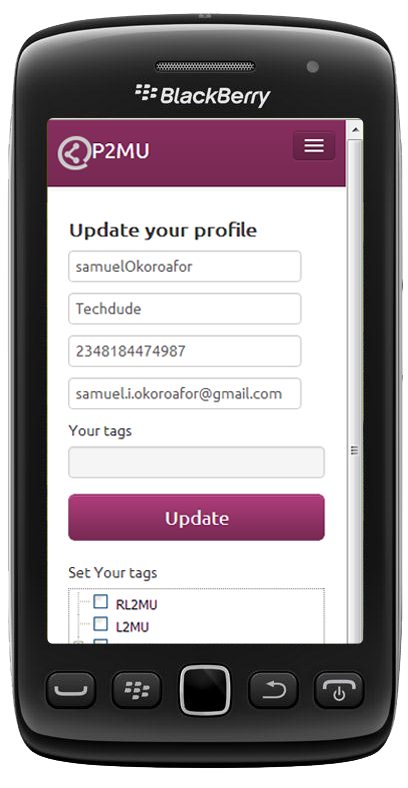 BlackBerry
P2MU
Update your profile
samuelOkoroafor
Techdude
2348184474987
samuel.i.okoroafor@gmail.com
Your tags
Update
Set Your tags
RL2MU
L2MU